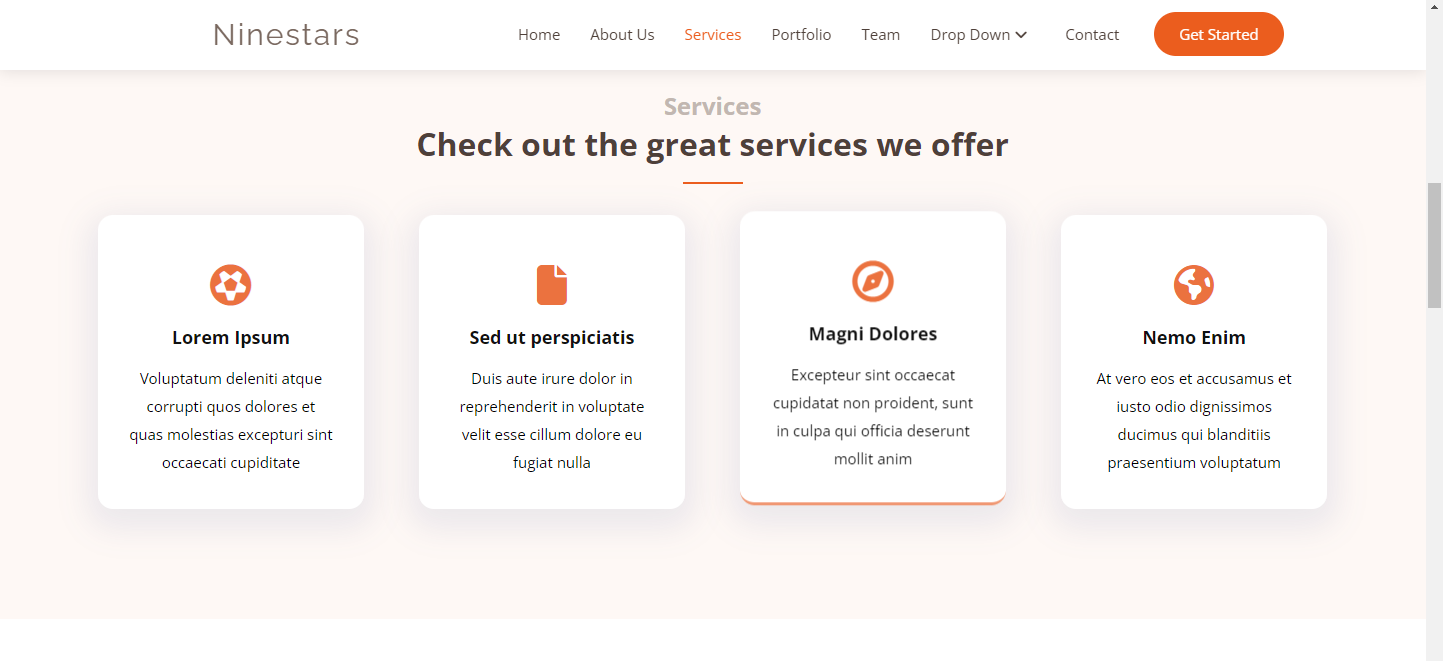 Ninestars
Home About Us Services Portfolio Team Drop Down Contact Get Started
Services
Check out the great services we offer
Lorem Ipsum
Voluptatum deleniti atque
corrupti quos dolores et
quas molestias excepturi sint
occaecati cupiditate
Sed ut perspiciatis
Duis aute irure dolor in
reprehenderit in voluptate
velit esse cillum dolore eu
fugiat nulla
Magni Dolores
Excepteur sint occaecat
cupidatat non proident, sunt
in culpa qui officia deserunt
mollit anim
Nemo Enim
At vero eos et accusamus et
iusto odio dignissimos
ducimus qui blanditiis
praesentium voluptatum